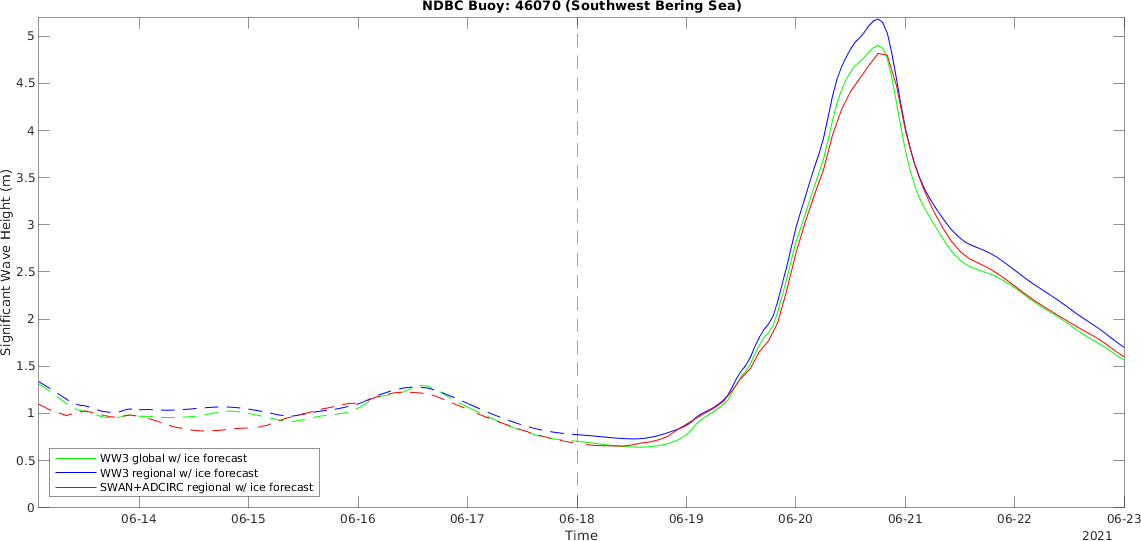 NDBC Buoy: 46070 (Southwest Bering Sea)
Significant Wave Height (m)
5
4.5
4
3.5
3
2.5
2
1.5
1
0.5
0
WW3 global w/ ice forecast
WW3 regional w/ ice forecast
SWAN+ADCIRC regional w/ ice forecast
06-14 06-15 06-16 06-17 06-18 06-19 06-20 06-21 06-22 06-23
Time
2021